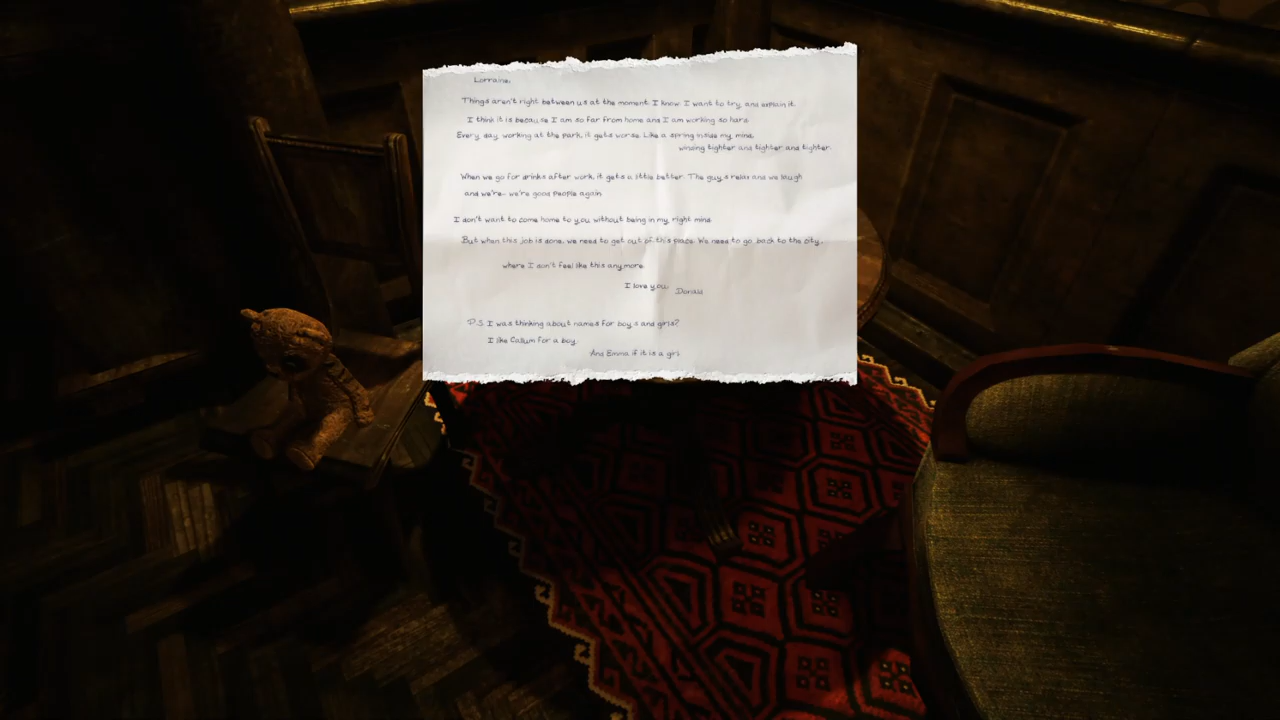 Lorraine,
Things aren't right between us at the moment. I know. I want to try, and explain it.
I think it is because I am so far from home and I am working so hard.
Every day, working at the park, it gets worse. Like a spring inside my mind,
winding tighter and tighter and tighter.
When we go for drinks after work, it gets a little better. The guys relax and we laugh
and we're- we're good people again
I don't want to come home to you without being in my right mind.
But when this job is done, we need to get out of this place. We need to go back to the city,
where I don't feel like this anymore.
I love you. Donald
P.S I was thinking about names for boys and girls?
I like Callum for a boy.
And Emma if it is a girl.